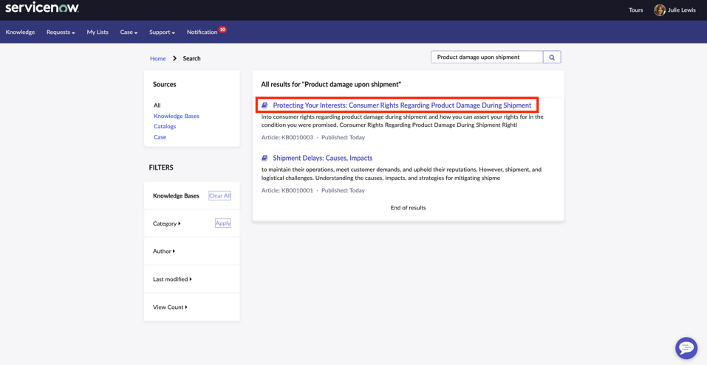 servicenow
Tours
Julie Lewis
Knowledge
Requests
My Lists
Case
Support
Notification 10
Home > Search
Product damage upon shipment
Sources
All
Knowledge Bases
Catalogs
Case
FILTERS
Knowledge Bases
Clear All
Category
Apply
Author
Last modified
View Count
All results for "Product damage upon shipment"
Protecting Your Interests: Consumer Rights Regarding Product Damage During Shipment
into consumer rights regarding product damage during shipment and how you can assert your rights for in the
condition you were promised. Consumer Rights Regarding Product Damage During Shipment Righti
Article: KB0010003 • Published: Today
Shipment Delays: Causes, Impacts
to maintain their operations, meet customer demands, and uphold their reputations. However, shipment, and
logistical challenges. Understanding the causes, impacts, and strategies for mitigating shipme
Article: KB0010001 • Published: Today
End of results